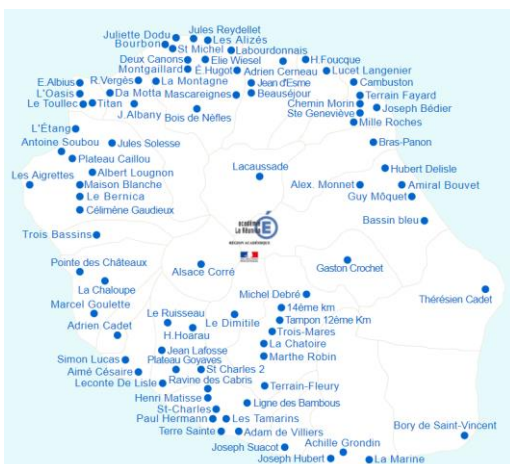 Jules Reydellet
Juliette Dodu
Les Alizés
Bourbon
St Michel
Labourdonnais
Deux Canons
Elie Wiesel
H.Foucque
Montgaillard
É.Hugot
Adrien Cerneau
Lucet Langenier
E.Albius
R.Vergès
La Montagne
Jean d'Esme
Cambuston
L'Oasis
Da Motta
Mascareignes
Beauséjour
Terrain Fayard
Le Toullec
Titan
Chemin Morin
Joseph Bédier
J.Albany
Bois de Nèfles
Ste Geneviève
Mille Roches
L'Étang
Antoine Soubou
Jules Solesse
Bras-Panon
Plateau Caillou
Lacaussade
Hubert Delisle
Les Aigrettes
Albert Lougnon
Maison Blanche
Alex. Monnet
Amiral Bouvet
Le Bernica
Guy Môquet
Célimène Gaudieux
Bassin bleu
académie
La Réunion
Trois Bassins
Pointe des Châteaux
Alsace Corré
Gaston Crochet
La Chaloupe
Michel Debré
Thérésien Cadet
Marcel Goulette
14éme km
Le Ruisseau
Le Dimitile
Tampon 12ème Km
Adrien Cadet
H.Hoarau
Trois-Mares
La Chatoire
Jean Lafosse
Simon Lucas
Plateau Goyaves
Marthe Robin
Aimé Césaire
St Charles 2
Leconte De Lisle
Ravine des Cabris
Terrain-Fleury
Henri Matisse
Ligne des Bambous
St-Charles
Paul Hermann
Les Tamarins
Terre Sainte
Adam de Villiers
Bory de Saint-Vincent
Joseph Suacot
Achille Grondin
Joseph Hubert
La Marine